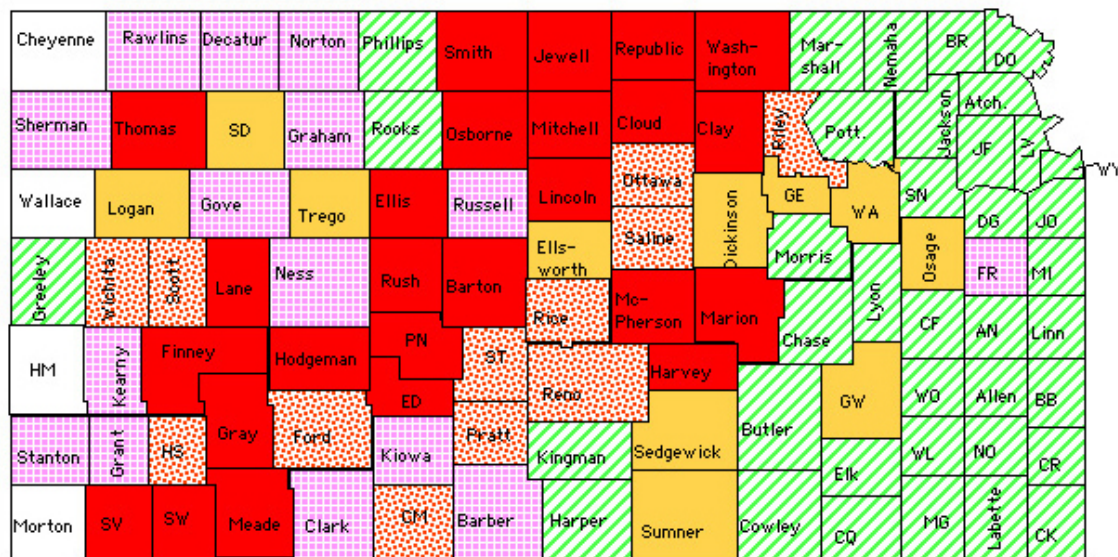 Cheyenne
Rawlins
Decatur
Norton
Phillips
Smith
Jewell
Republic
Wash-
ington
Mar-
shall
Nemaha
BR
DO
Sherman
Thomas
SD
Graham
Rooks
Osborne
Mitchell
Cloud
Clay
Riley
Pott.
Jackson
Atch.
JF
LV
WY
Wallace
Logan
Gove
Trego
Ellis
Russell
Lincoln
Ottawa
Saline
Dickinson
GE
WA
SN
DG
JO
Greeley
Wichita
Scott
Lane
Ness
Rush
Barton
Ells-
worth
Rice
Mc-
Pherson
Marion
Morris
Chase
Lyon
Osage
FR
MI
HM
Kearny
Finney
Hodgeman
PN
ED
ST
Reno
Harvey
Butler
GW
CF
AN
Linn
WO
Allen
BB
Stanton
Grant
HS
Gray
Ford
Kiowa
Pratt
Kingman
Sedgewick
Elk
WL
NO
CR
Morton
SV
SW
Meade
Clark
CM
Barber
Harper
Sumner
Cowley
CQ
MG
Labette
CK